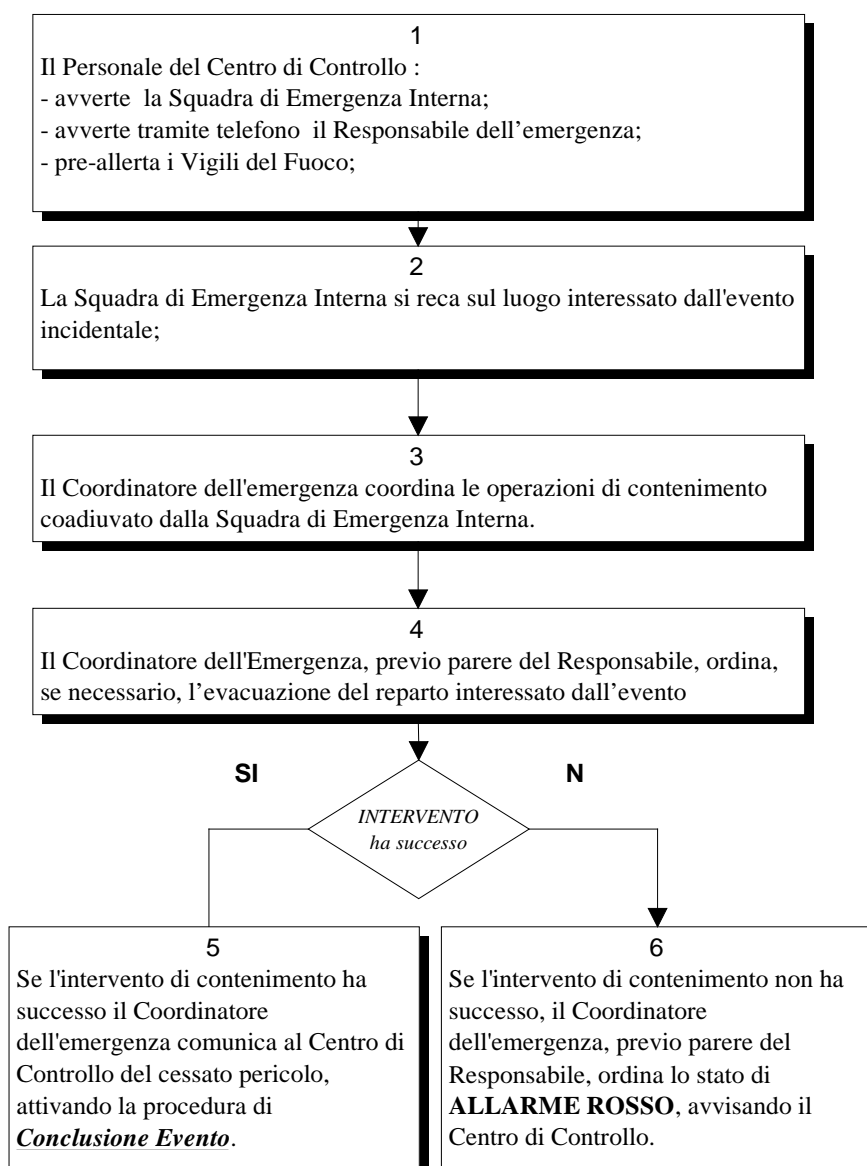 1
Il Personale del Centro di Controllo :
- avverte la Squadra di Emergenza Interna;
- avverte tramite telefono il Responsabile dell’emergenza;
- pre-allerta i Vigili del Fuoco;
2
La Squadra di Emergenza Interna si reca sul luogo interessato dall'evento
incidentale;
3
Il Coordinatore dell'emergenza coordina le operazioni di contenimento
coadiuvato dalla Squadra di Emergenza Interna.
4
Il Coordinatore dell'Emergenza, previo parere del Responsabile, ordina,
se necessario, l’evacuazione del reparto interessato dall’evento
SI
N
INTERVENTO
ha successo
5
Se l'intervento di contenimento ha
successo il Coordinatore
dell'emergenza comunica al Centro di
Controllo del cessato pericolo,
attivando la procedura di
Conclusione Evento.
6
Se l'intervento di contenimento non ha
successo, il Coordinatore
dell'emergenza, previo parere del
Responsabile, ordina lo stato di
ALLARME ROSSO, avvisando il
Centro di Controllo.